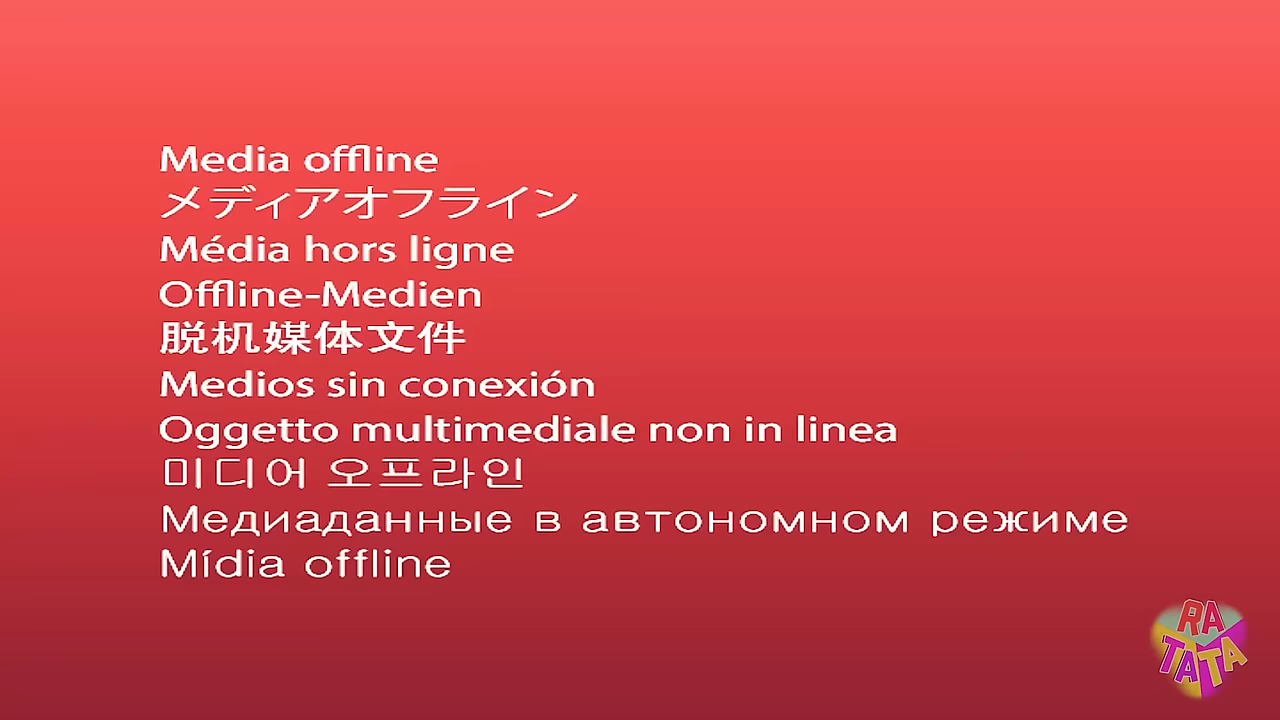 Media offline
メディアオフライン
Média hors ligne
Offline-Medien
脱机媒体文件
Medios sin conexión
Oggetto multimediale non in linea
미디어 오프라인
Медиаданные в автономном режиме
Mídia offline
RA
TATA